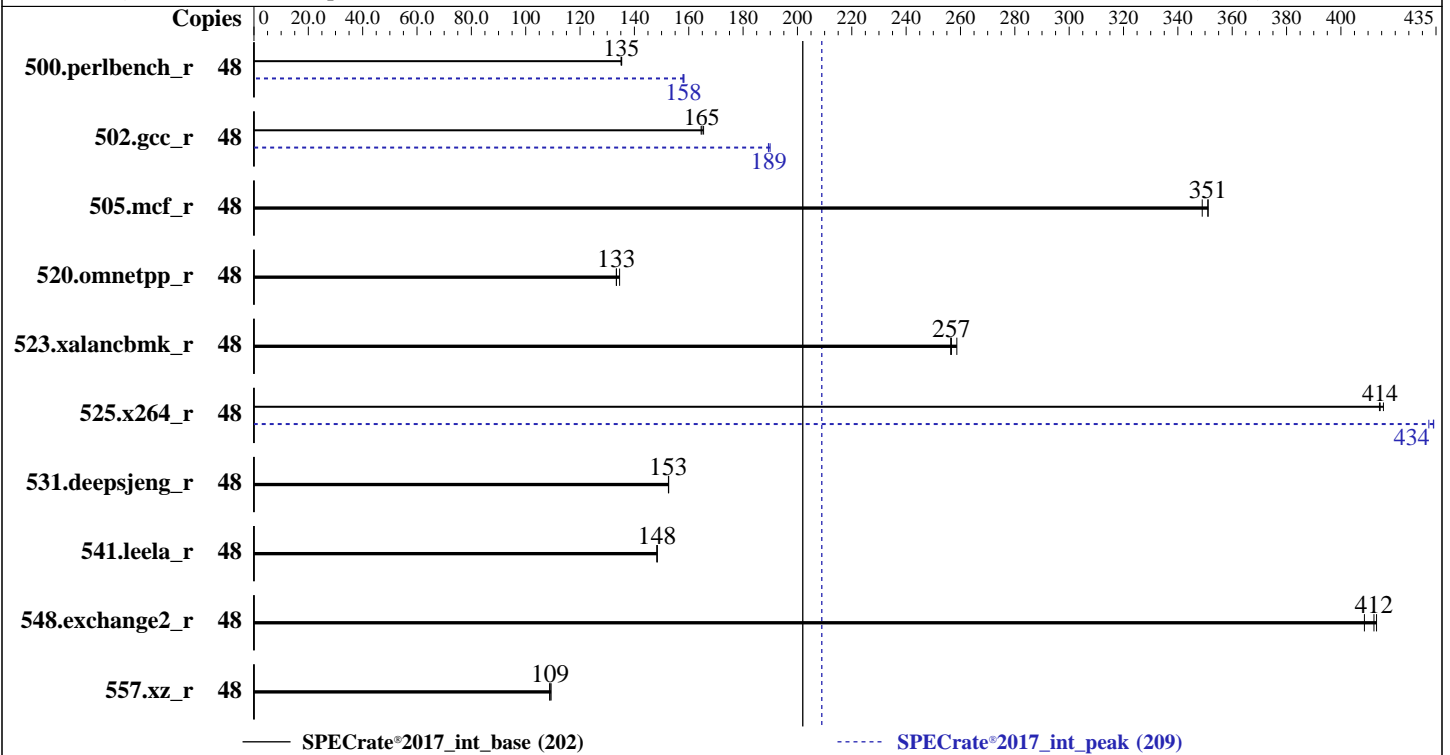 Copies 0 20.0 40.0 60.0 80.0 100 120 140 160 180 200 220 240 260 280 300 320 340 360 380 400 435
500.perlbench_r 48 135
158
502.gcc_r 48 165
189
505.mcf_r 48 351
520.omnetpp_r 48 133
523.xalancbmk_r 48 257
525.x264_r 48 414
434
531.deepsjeng_r 48 153
541.leela_r 48 148
548.exchange2_r 48 412
557.xz_r 48 109
SPECrate®2017_int_base (202) SPECrate®2017_int_peak (209)